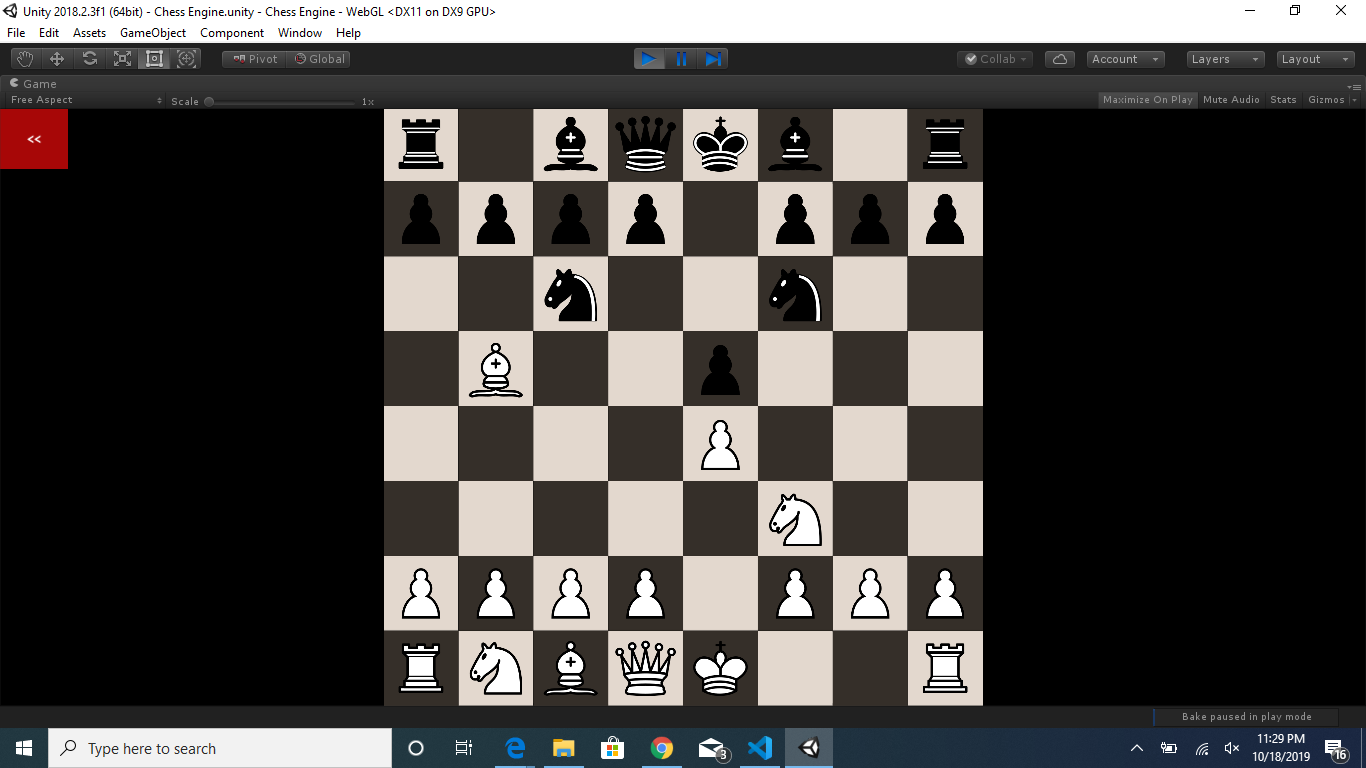 Unity 2018.2.3f1 (64bit) - Chess Engine.unity - Chess Engine - WebGL <DX11 on DX9 GPU>
File Edit Assets GameObject Component Window Help
Pivot Global Collab Account Layers Layout
Game
Free Aspect Scale 1x Maximize On Play Mute Audio Stats Gizmos
<<
Bake paused in play mode
Type here to search
3
11:29 PM
10/18/2019
16